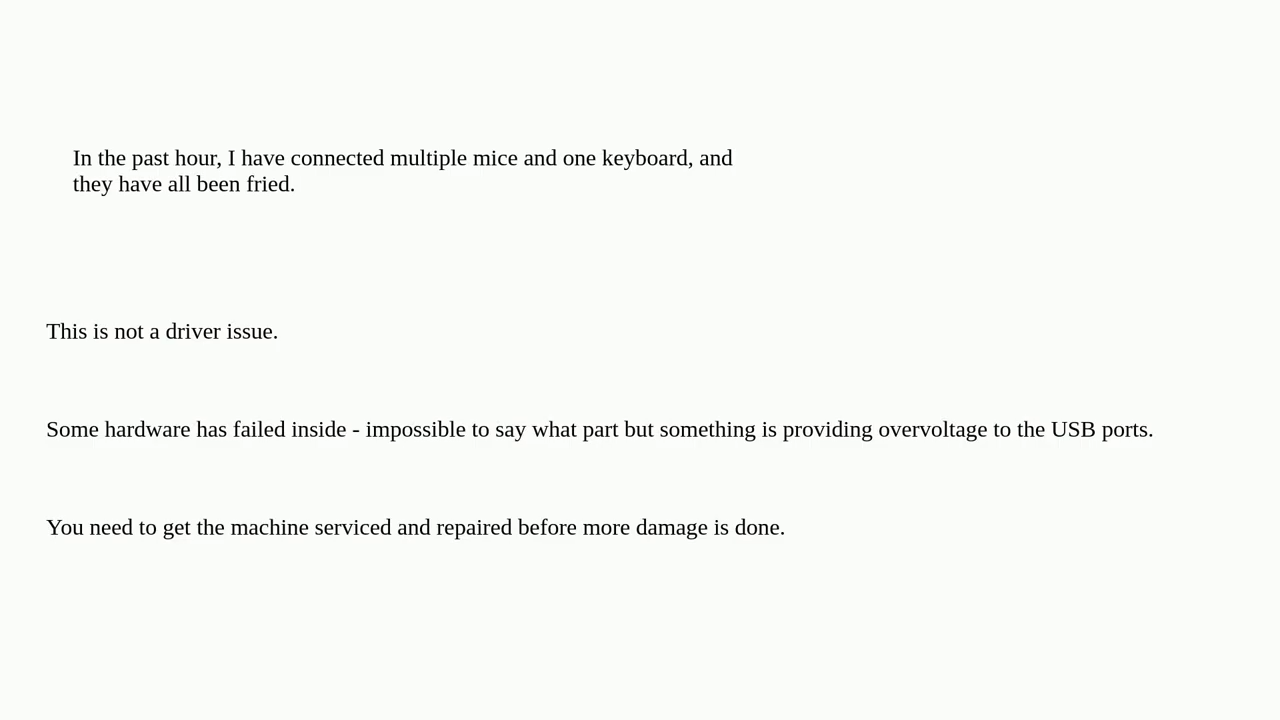 In the past hour, I have connected multiple mice and one keyboard, and
they have all been fried.
This is not a driver issue.
Some hardware has failed inside - impossible to say what part but something is providing overvoltage to the USB ports.
You need to get the machine serviced and repaired before more damage is done.